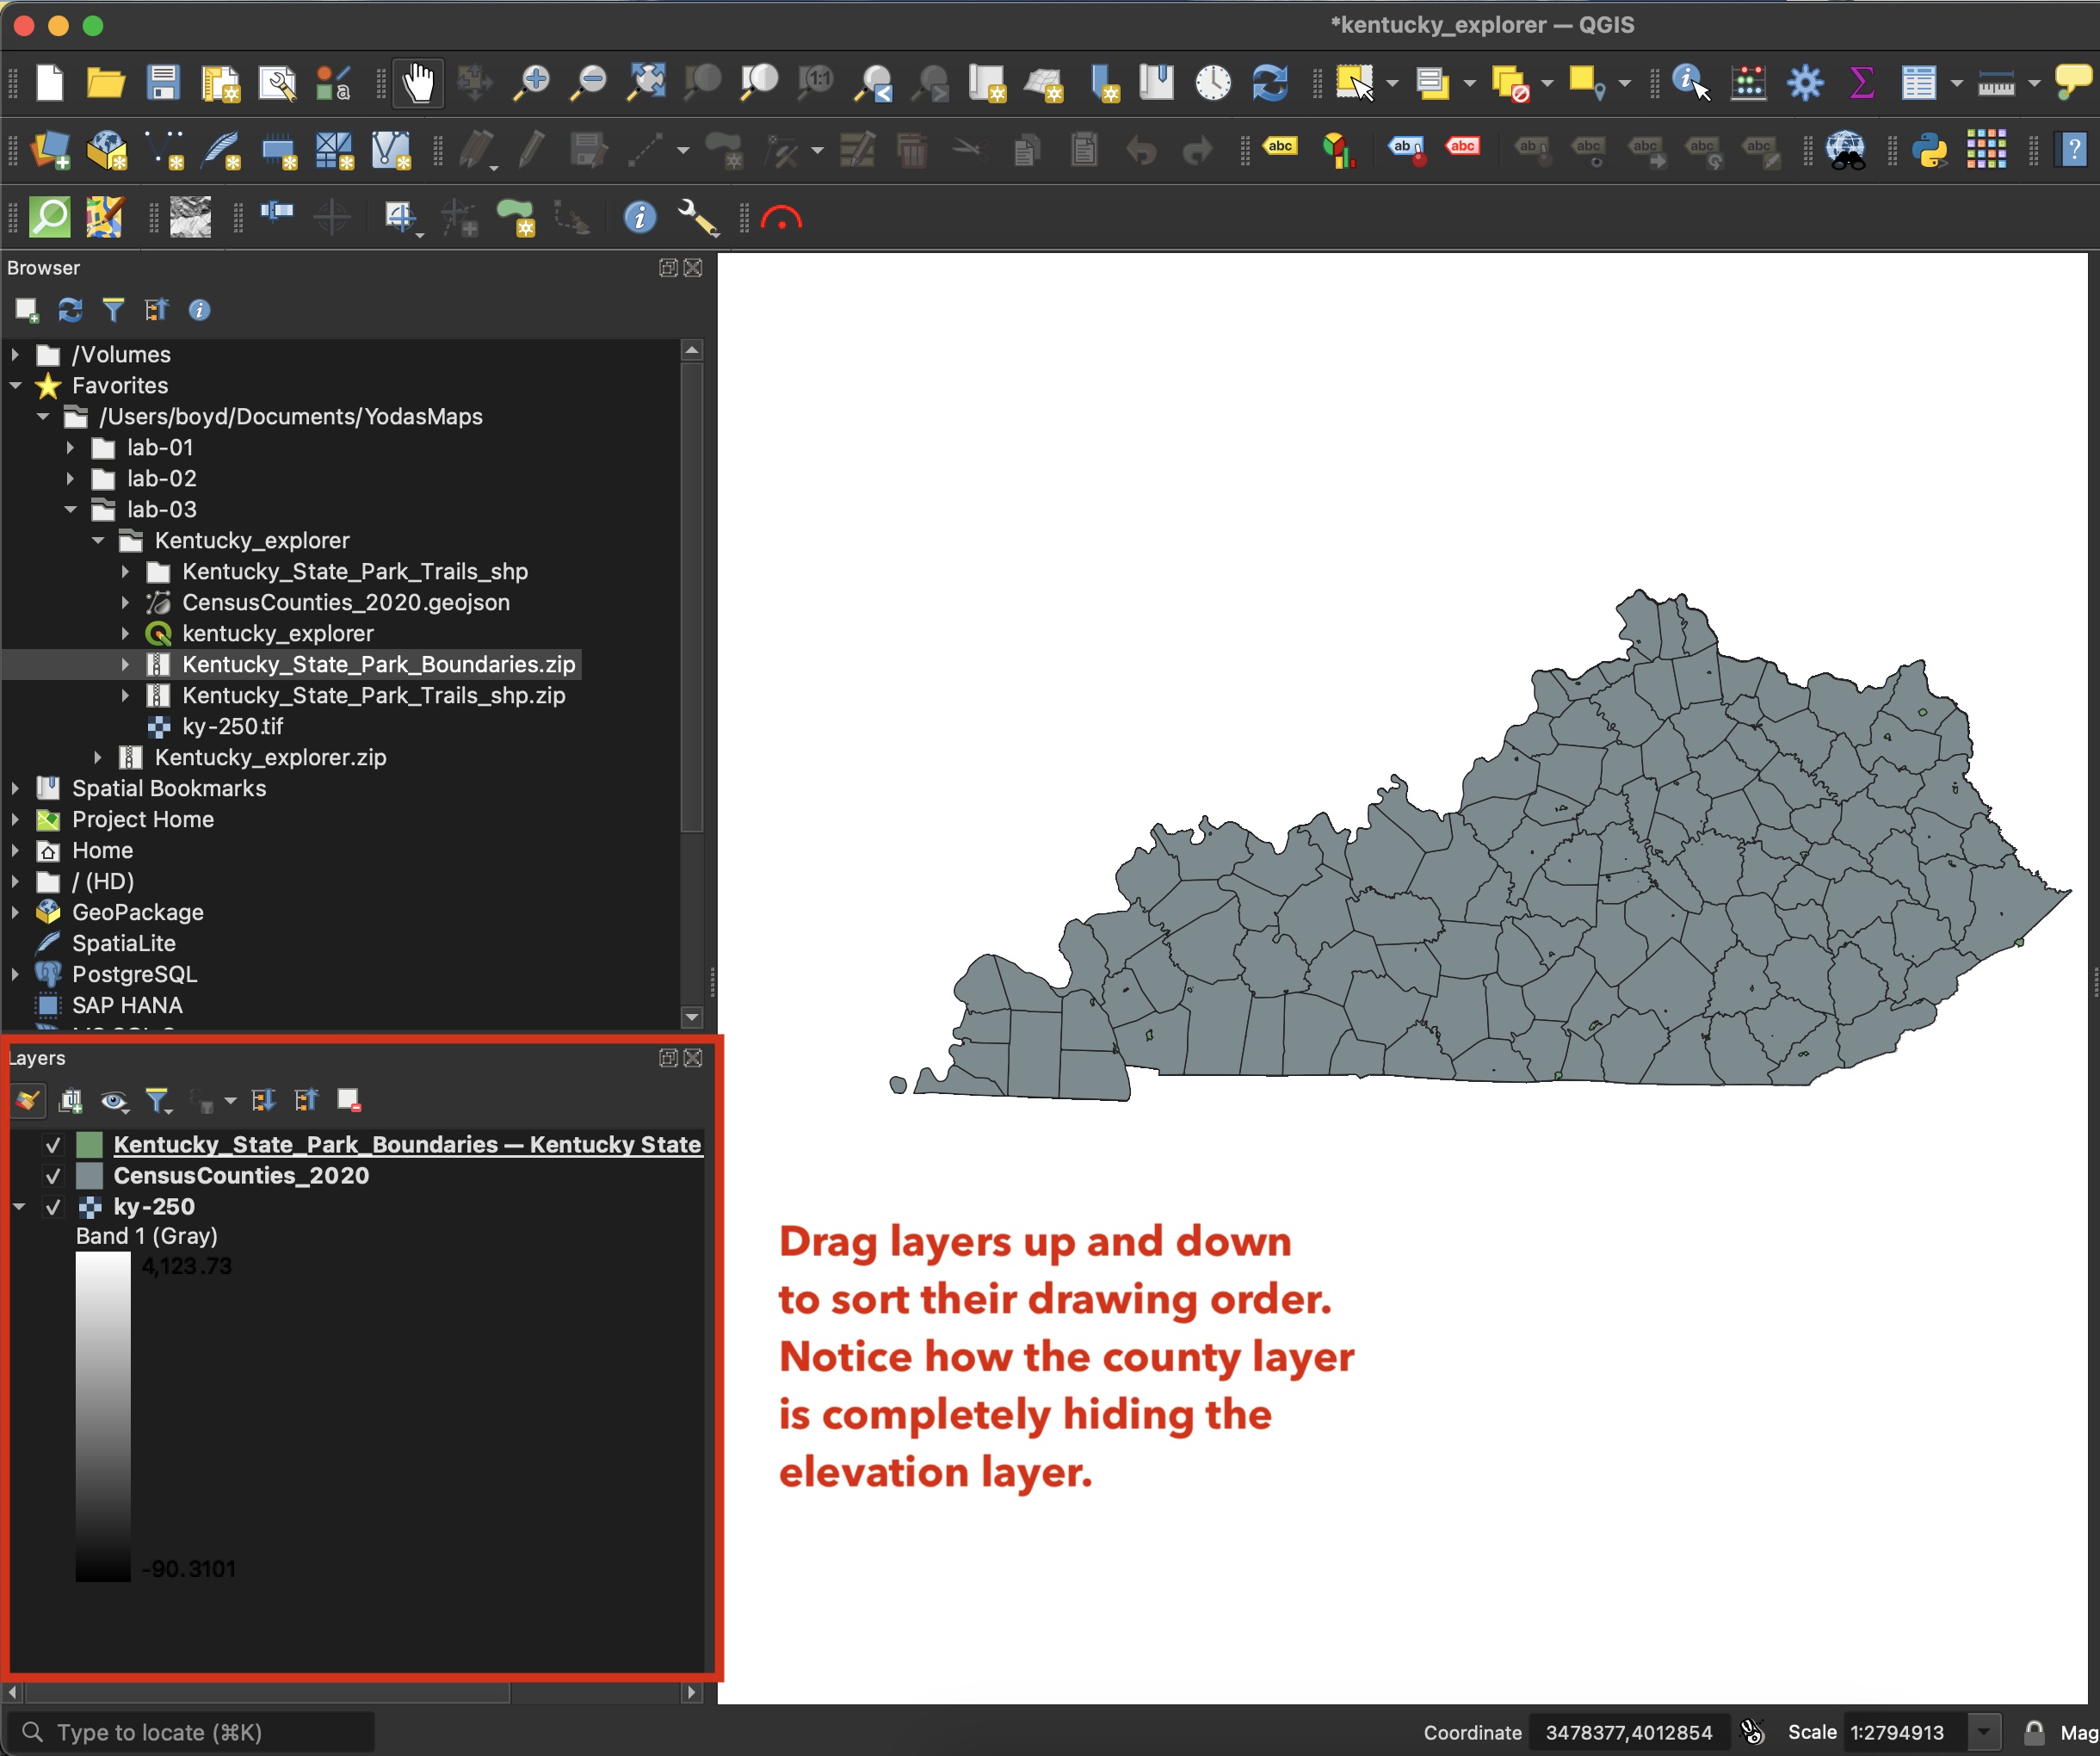 *kentucky_explorer — QGIS
Browser
/Volumes
Favorites
/Users/boyd/Documents/YodasMaps
lab-01
lab-02
lab-03
Kentucky_explorer
Kentucky_State_Park_Trails_shp
CensusCounties_2020.geojson
kentucky_explorer
Kentucky_State_Park_Boundaries.zip
Kentucky_State_Park_Trails_shp.zip
ky-250.tif
Kentucky_explorer.zip
Spatial Bookmarks
Project Home
Home
/ (HD)
GeoPackage
SpatiaLite
PostgreSQL
SAP HANA
Layers
Kentucky_State_Park_Boundaries — Kentucky State
CensusCounties_2020
ky-250
Band 1 (Gray)
4,123.73
-90.3101
Drag layers up and down
to sort their drawing order.
Notice how the county layer
is completely hiding the
elevation layer.
Type to locate (⌘K)
Coordinate 3478377,4012854 Scale 1:2794913 Mag